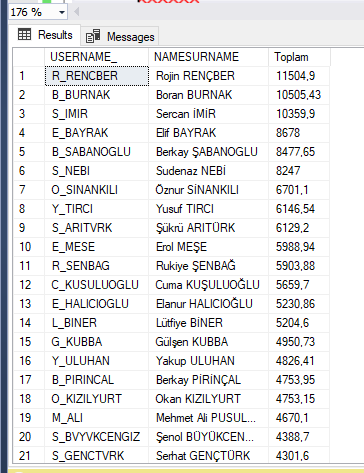 176 %
Results Messages
USERNAME_ NAMESURNAME Toplam
1 R_RENCBER Rojin RENÇBER 11504,9
2 B_BURNAK Boran BURNAK 10505,43
3 S_IMIR Sercan İMİR 10359,9
4 E_BAYRAK Elif BAYRAK 8678
5 B_SABANOGLU Berkay ŞABANOĞLU 8477,65
6 S_NEBI Sudenaz NEBİ 8247
7 O_SINANKILI Öznur SİNANKILI 6701,1
8 Y_TIRCI Yusuf TIRCI 6146,54
9 S_ARITVRK Şükrü ARITÜRK 6129,2
10 E_MESE Erol MEŞE 5988,94
11 R_SENBAG Rukiye ŞENBAĞ 5903,88
12 C_KUSULUOGLU Cuma KUŞULUOĞLU 5659,7
13 E_HALICIOGLU Elanur HALICIOĞLU 5230,86
14 L_BINER Lütfiye BİNER 5204,6
15 G_KUBBA Gülşen KUBBA 4950,73
16 Y_ULUHAN Yakup ULUHAN 4826,41
17 B_PIRINCAL Berkay PİRİNÇAL 4753,95
18 O_KIZILYURT Okan KIZILYURT 4753,15
19 M_ALI Mehmet Ali PUSUL... 4670,1
20 S_BVYVKCENGIZ Şenol BÜYÜKCEN... 4388,7
21 S_GENCTVRK Serhat GENÇTÜRK 4301,6